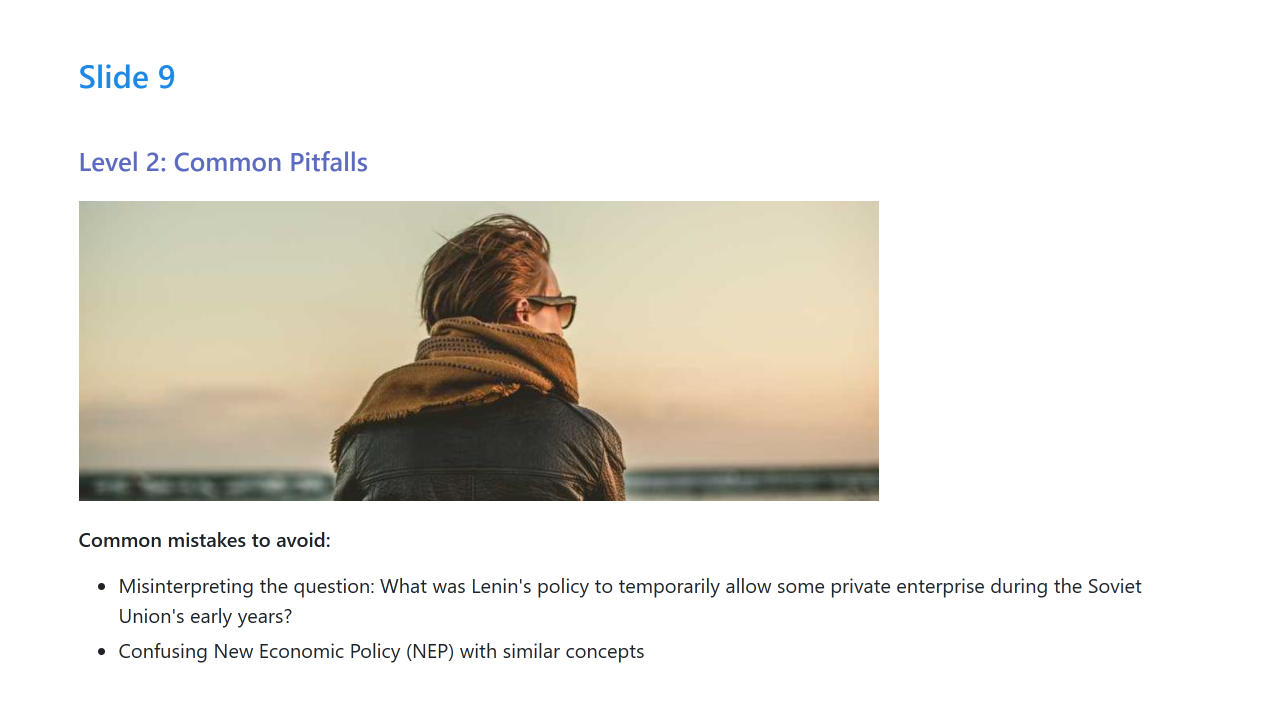 Slide 9
Level 2: Common Pitfalls
Common mistakes to avoid:
• Misinterpreting the question: What was Lenin's policy to temporarily allow some private enterprise during the Soviet
Union's early years?
• Confusing New Economic Policy (NEP) with similar concepts